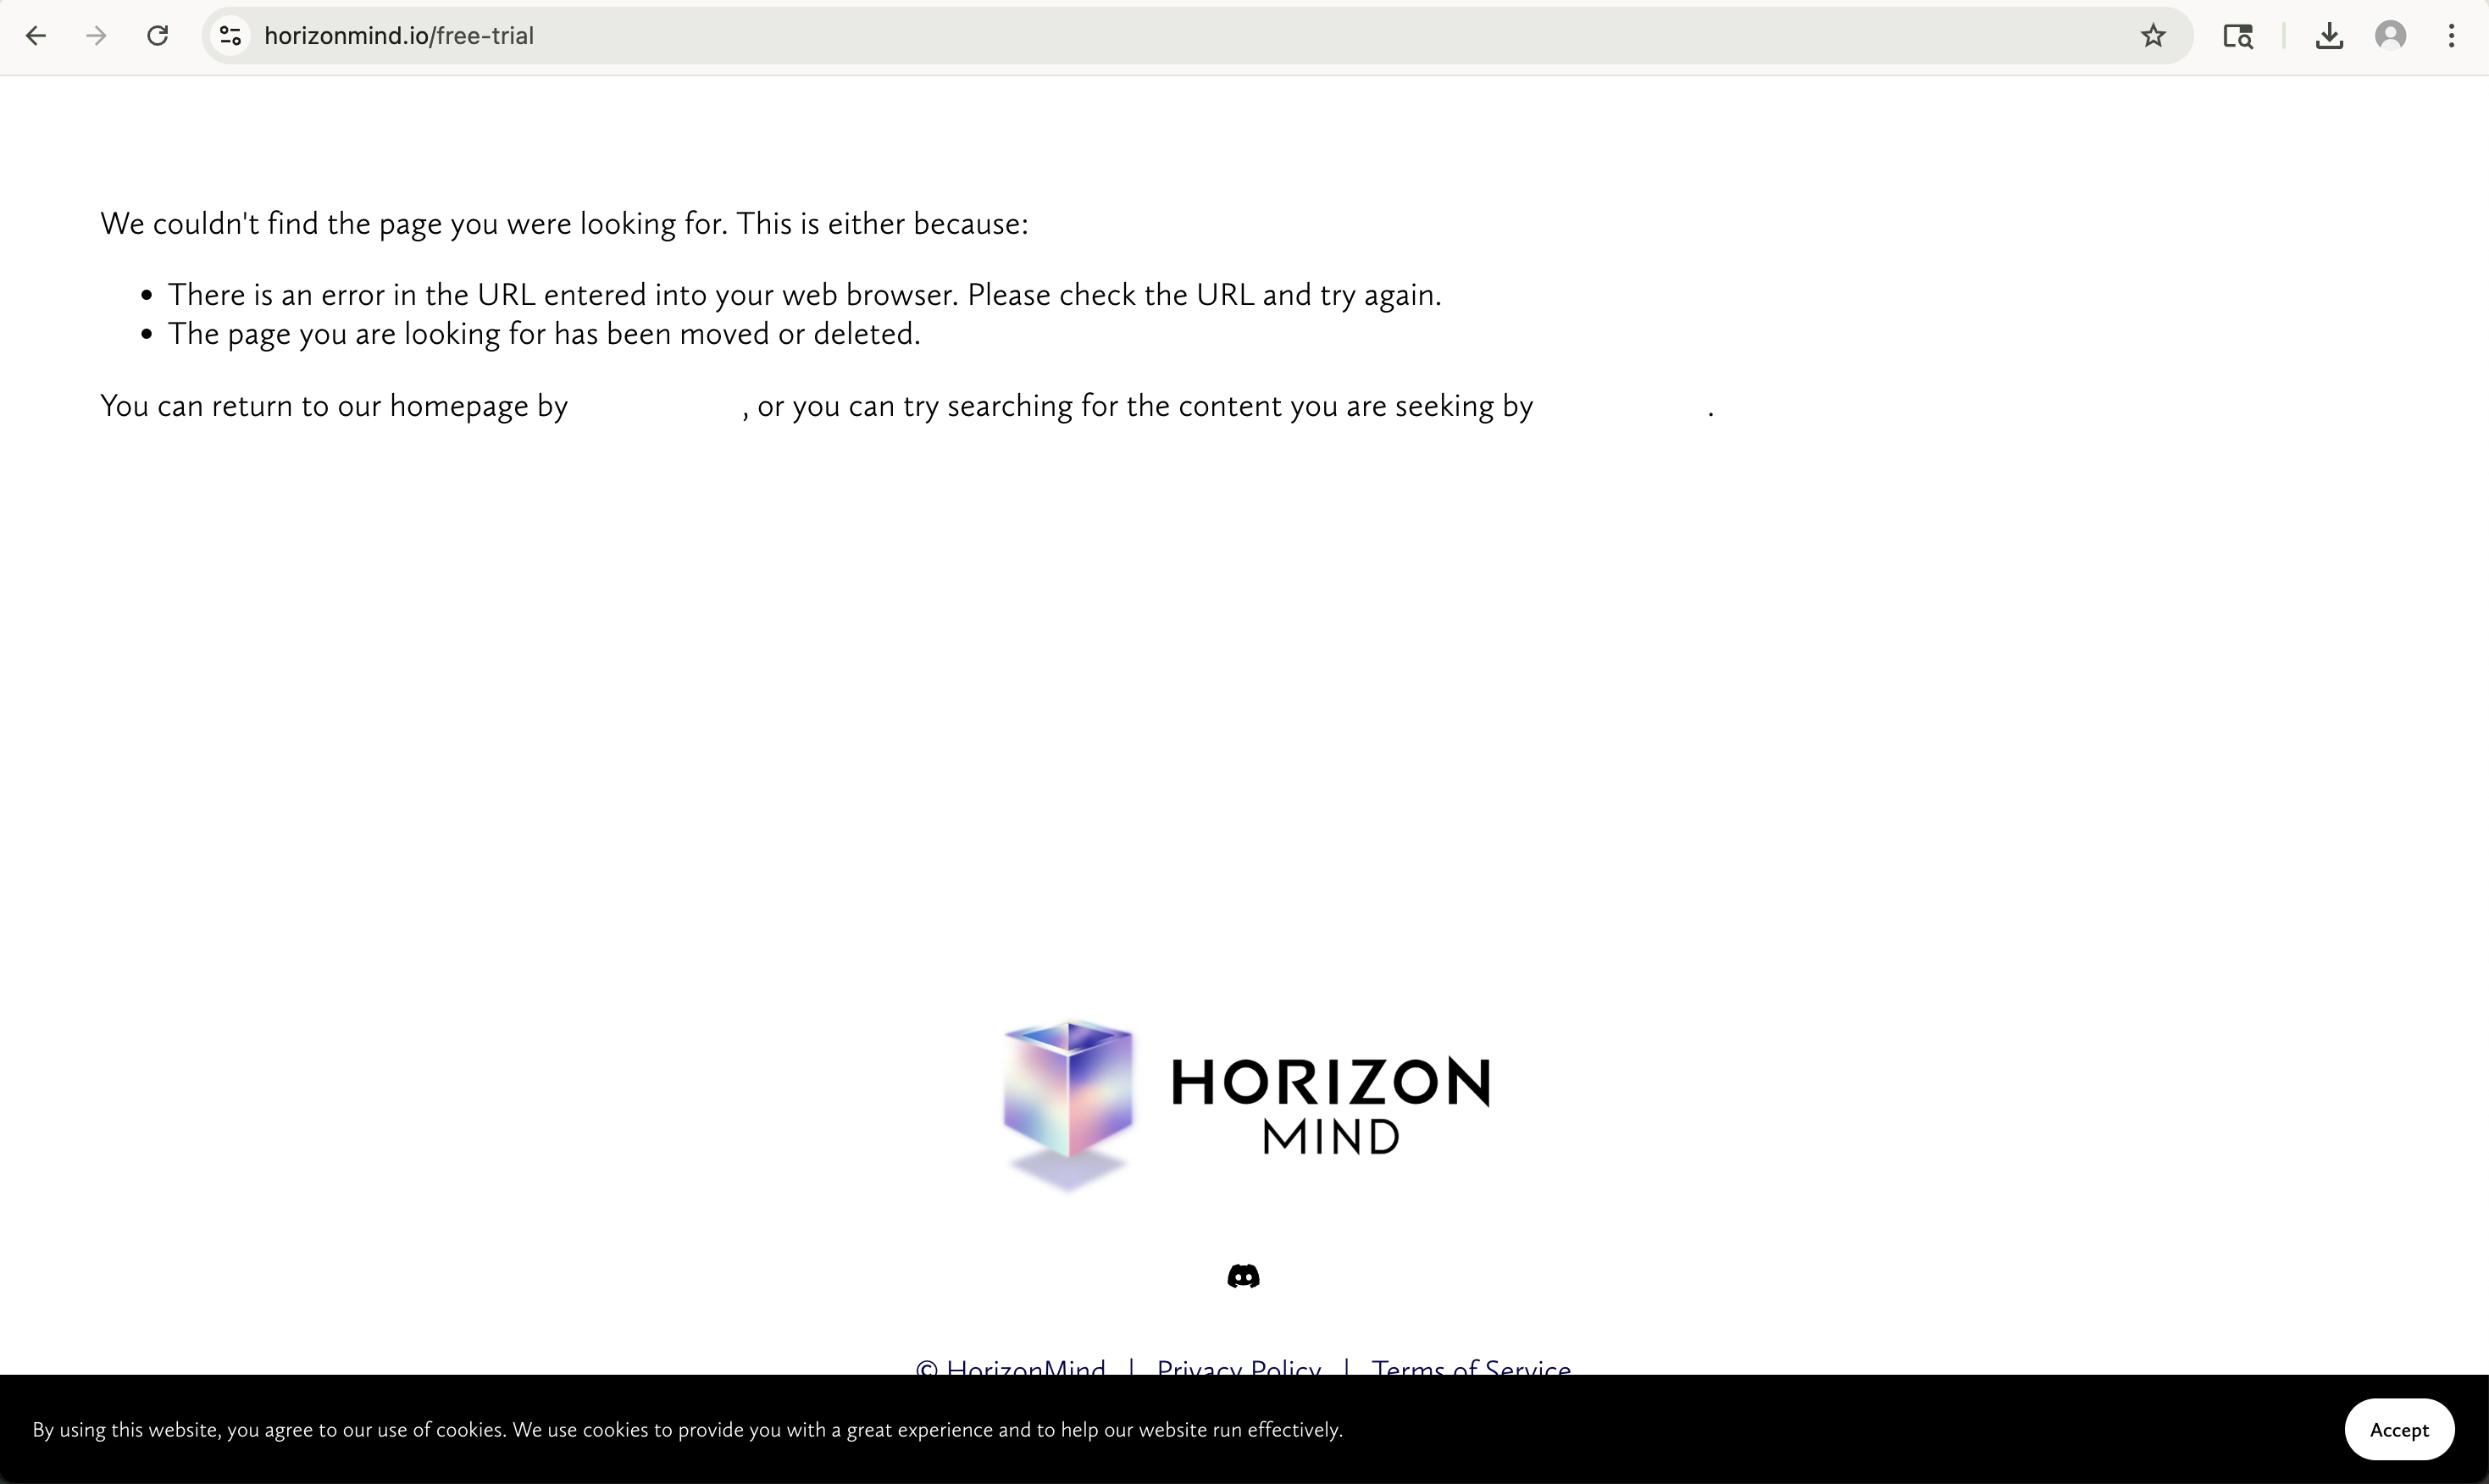 horizonmind.io/free-trial
We couldn't find the page you were looking for. This is either because:
• There is an error in the URL entered into your web browser. Please check the URL and try again.
• The page you are looking for has been moved or deleted.
You can return to our homepage by , or you can try searching for the content you are seeking by .
HORIZON
MIND
© HorizonMind | Privacy Policy | Terms of Service
By using this website, you agree to our use of cookies. We use cookies to provide you with a great experience and to help our website run effectively.
Accept